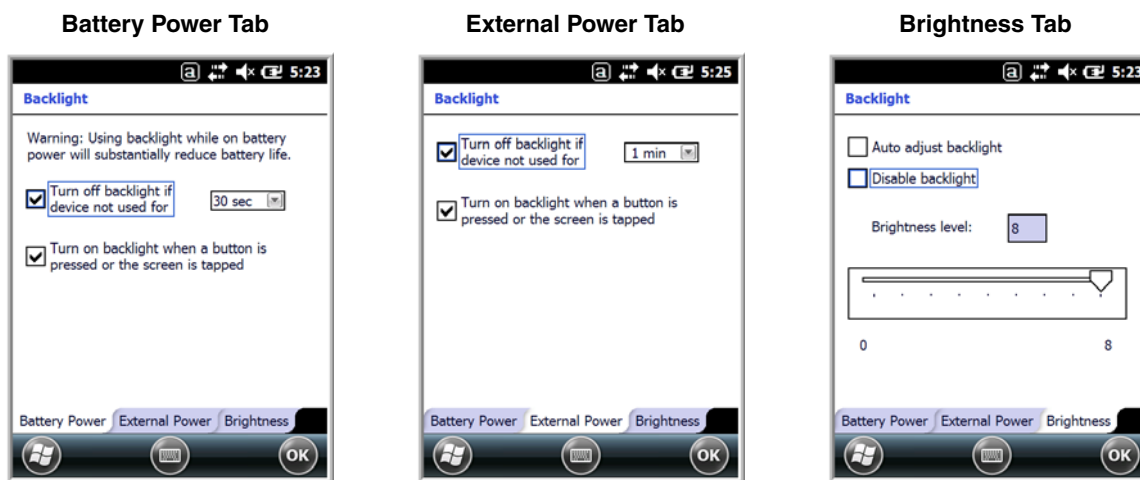 Battery Power Tab
5:23
Backlight
Warning: Using backlight while on battery
power will substantially reduce battery life.
Turn off backlight if
device not used for
30 sec
Turn on backlight when a button is
pressed or the screen is tapped
Battery Power External Power Brightness
OK
External Power Tab
a 5:25
Backlight
Turn off backlight if
device not used for
1 min
Turn on backlight when a button is
pressed or the screen is tapped
Battery Power External Power Brightness
OK
Brightness Tab
a 5:23
Backlight
Auto adjust backlight
Disable backlight
Brightness level: 8
0 8
Battery Power External Power Brightness
OK